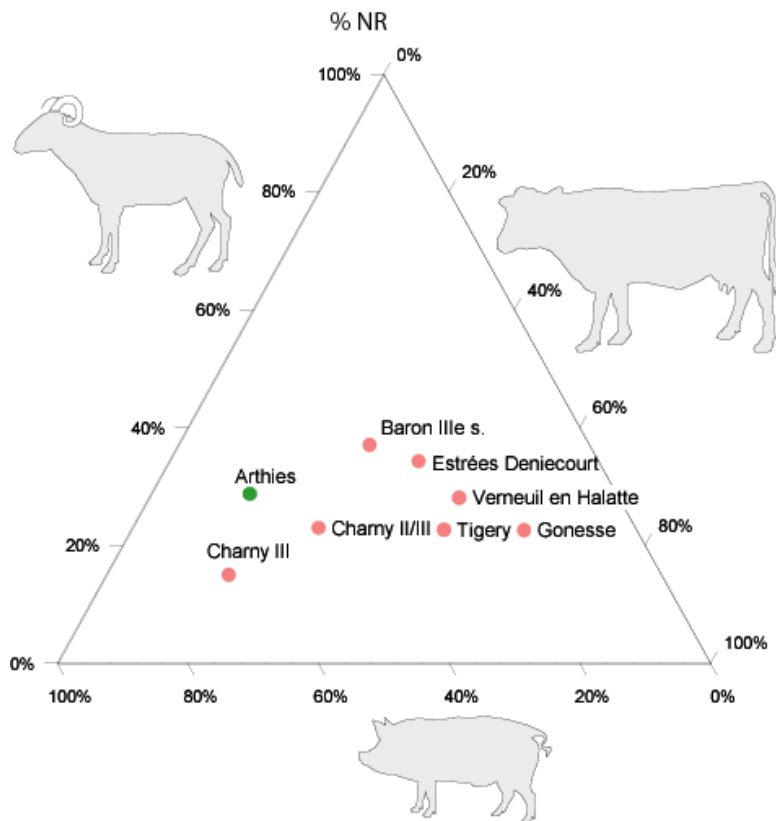 % NR
100%
0%
80%
20%
60%
40%
40%
60%
Baron IIIe s.
Estrées Deniecourt
Arthies
Verneuil en Halatte
Charny II/III
Tigery
Gonesse
20%
80%
Charny III
0%
100%
100%
80%
60%
40%
20%
0%